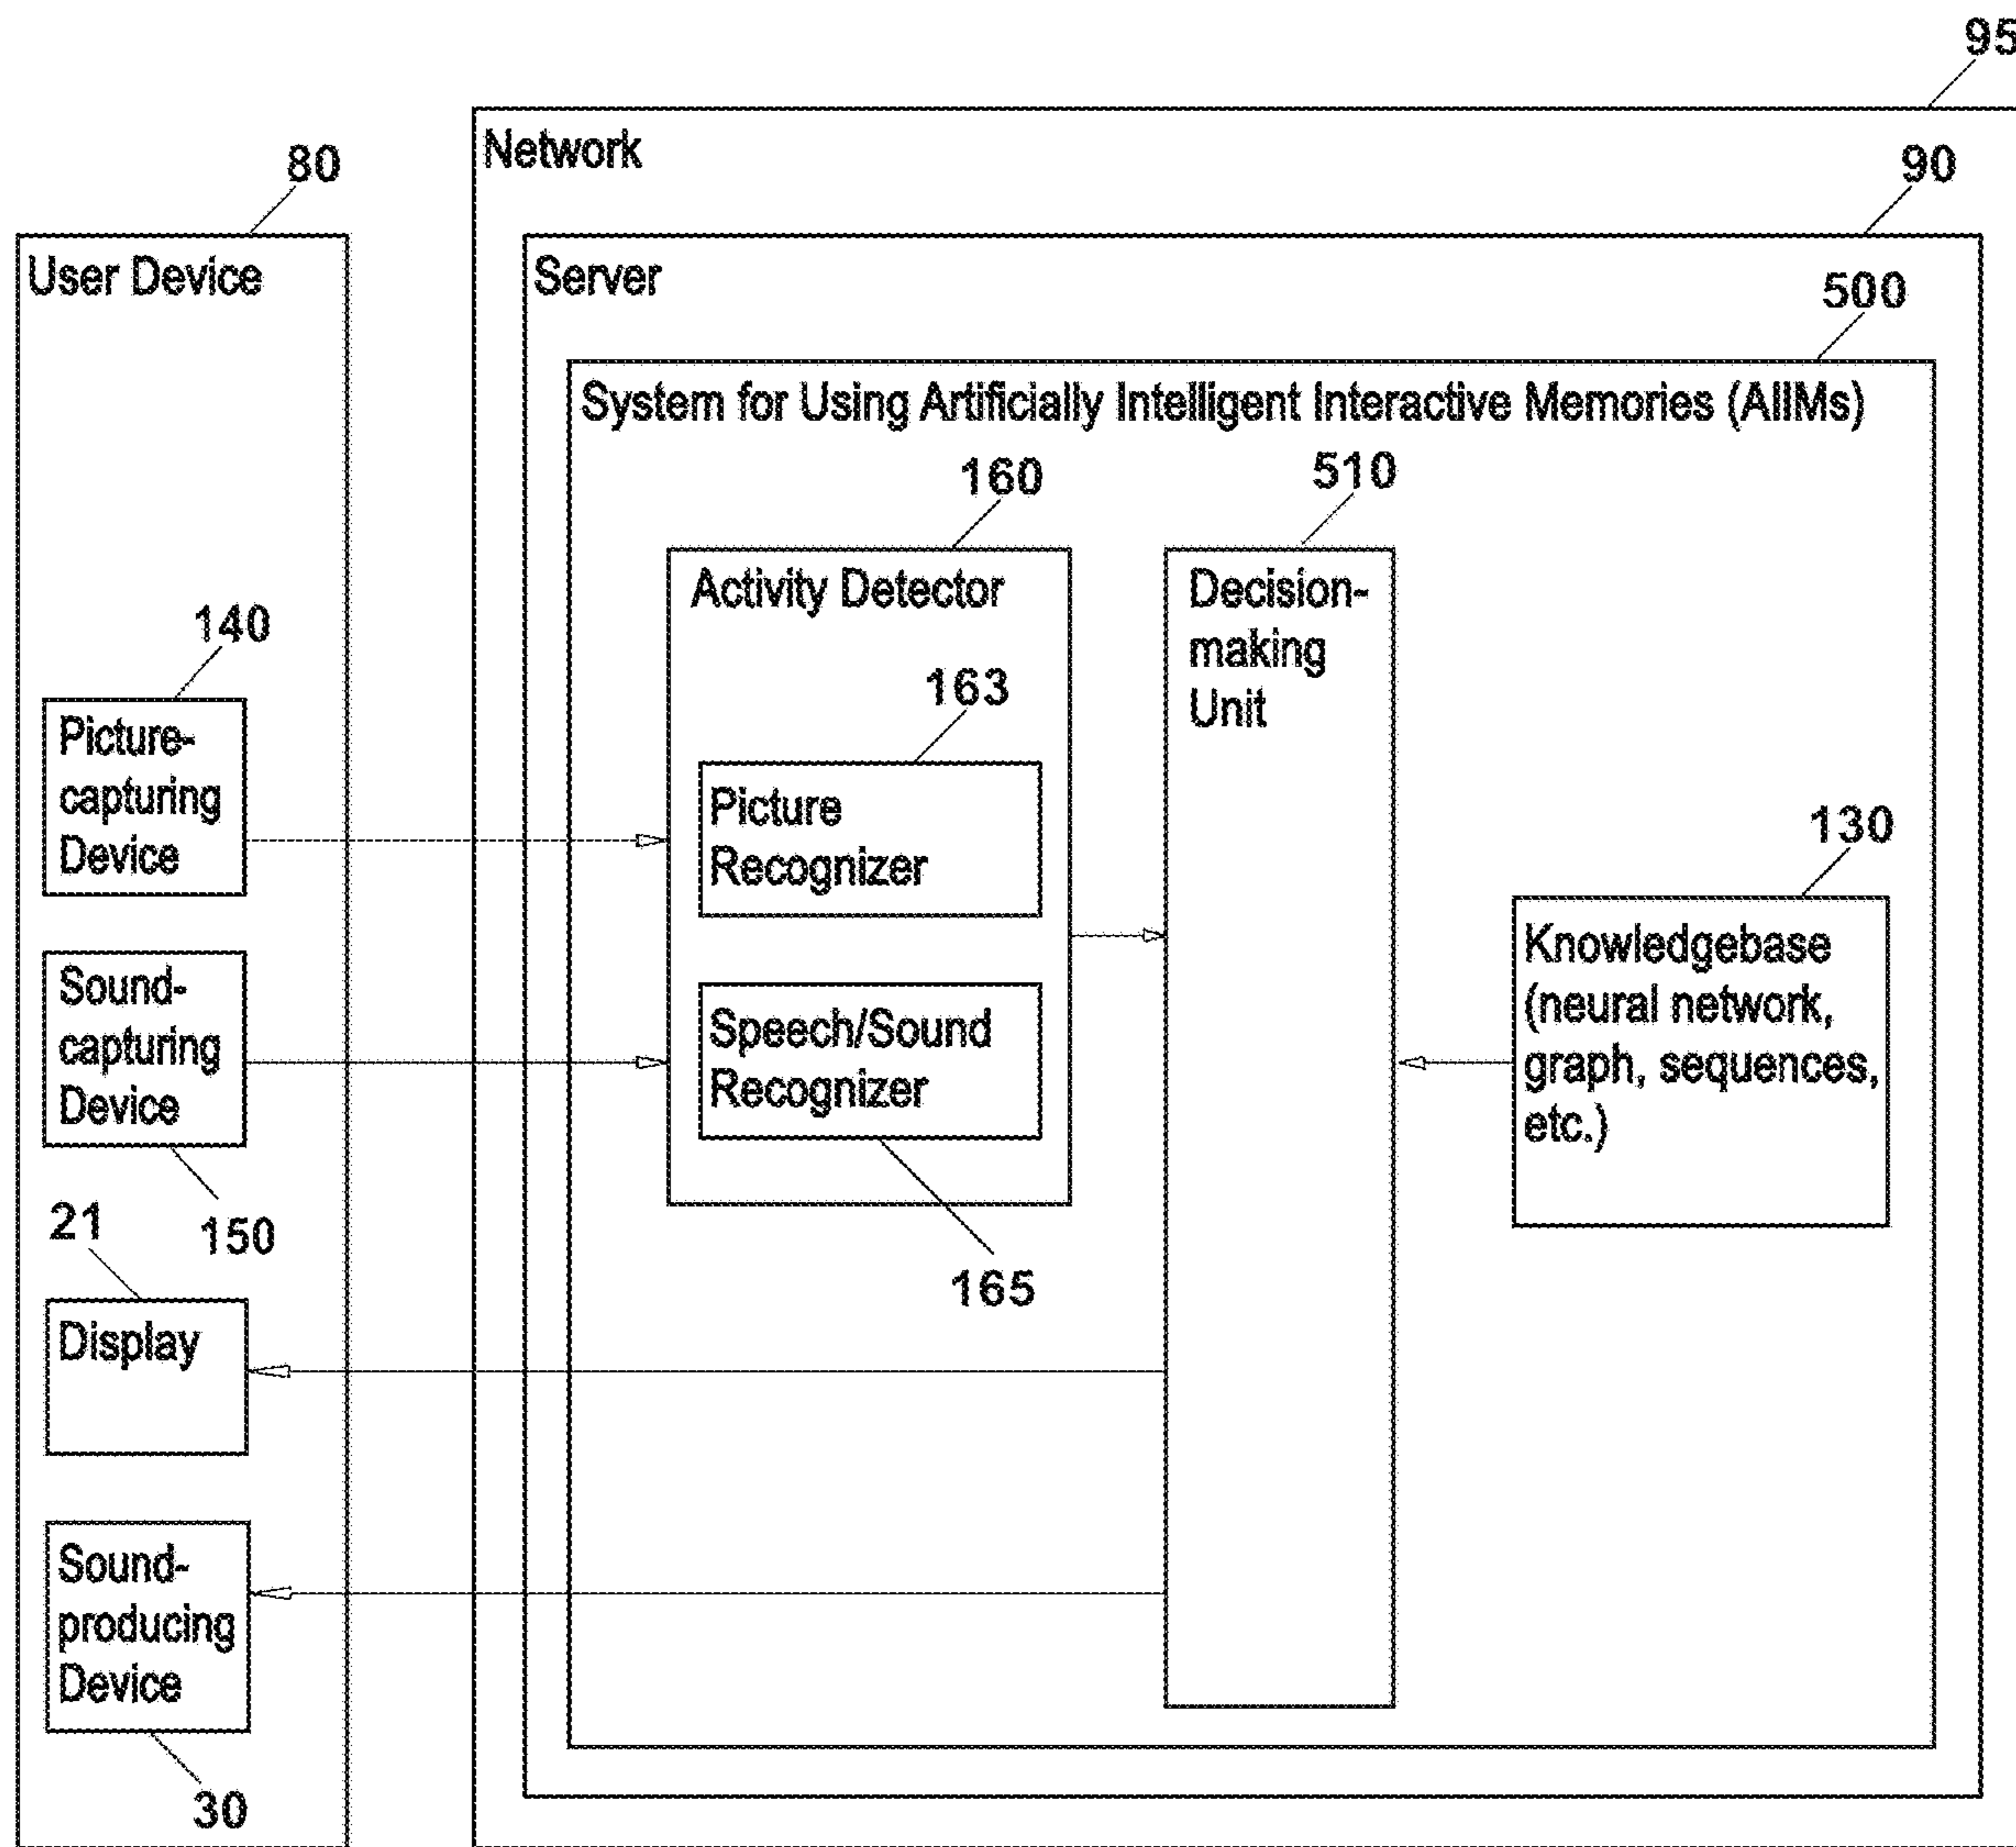 95
Network
80
90
User Device
Server
500
System for Using Artificially Intelligent Interactive Memories (AIIMs)
160
510
Activity Detector
Decision-
making
Unit
140
163
Picture-
capturing
Device
Picture
Recognizer
130
Knowledgebase
(neural network,
graph, sequences,
etc.)
Sound-
capturing
Device
Speech/Sound
Recognizer
21
150
165
Display
Sound-
producing
Device
30